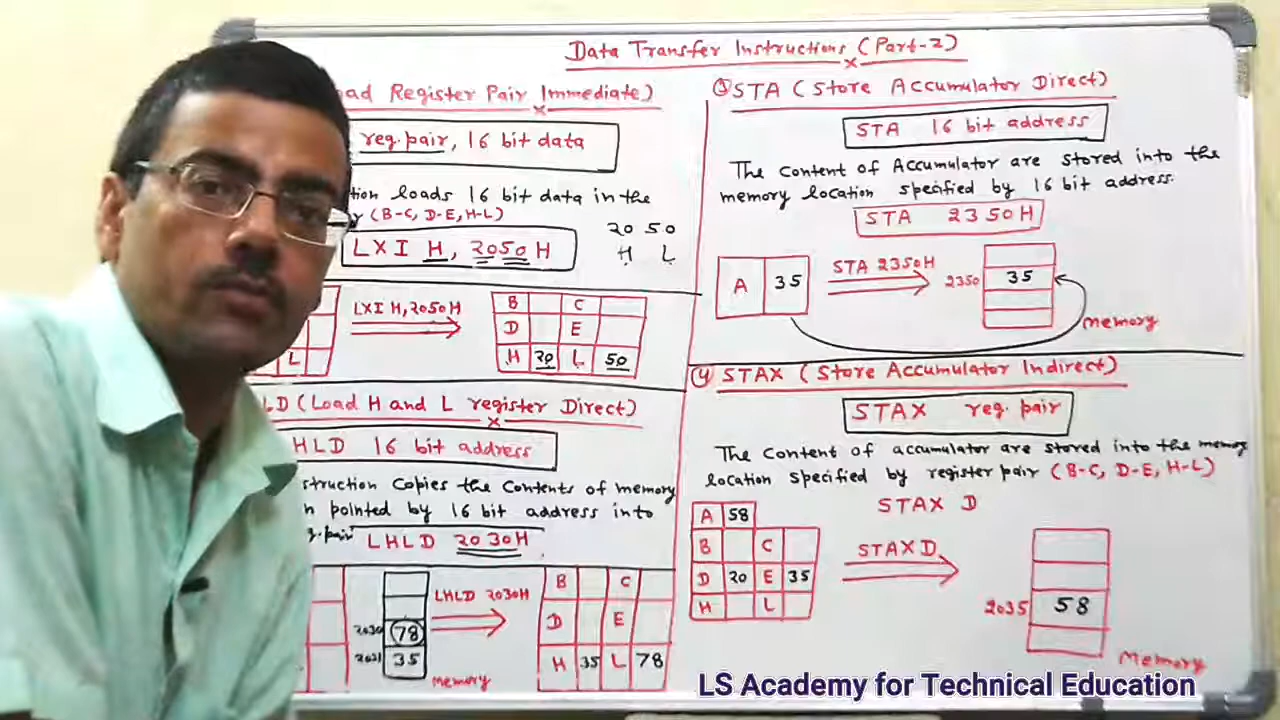 Data Transfer Instructions (Part-2)
oad Register Pair Immediate)
reg. pair, 16 bit data
tion loads 16 bit data in the
(B-C, D-E, H-L)
LXI H, 2050H
20 50
H L
LXI H, 2050H
B C
D E
H 20 L 50
L
LD (Load H and L register Direct)
HLD 16 bit address
struction copies the contents of memory
n pointed by 16 bit address into
g. pair
LHLD 2030H
2030 78
2031 35
memory
LHLD 2030H
B C
D E
H 35 L 78
③ STA (Store Accumulator Direct)
STA 16 bit address
The content of Accumulator are stored into the
memory location specified by 16 bit address.
STA 2350H
A 35
STA 2350H
2350 35
memory
④ STAX (Store Accumulator Indirect)
STAX reg. pair
The content of accumulator are stored into the memory
location specified by register pair (B-C, D-E, H-L)
STAX D
A 58
B C
D 20 E 35
H L
STAX D
2035 58
Memory
LS Academy for Technical Education